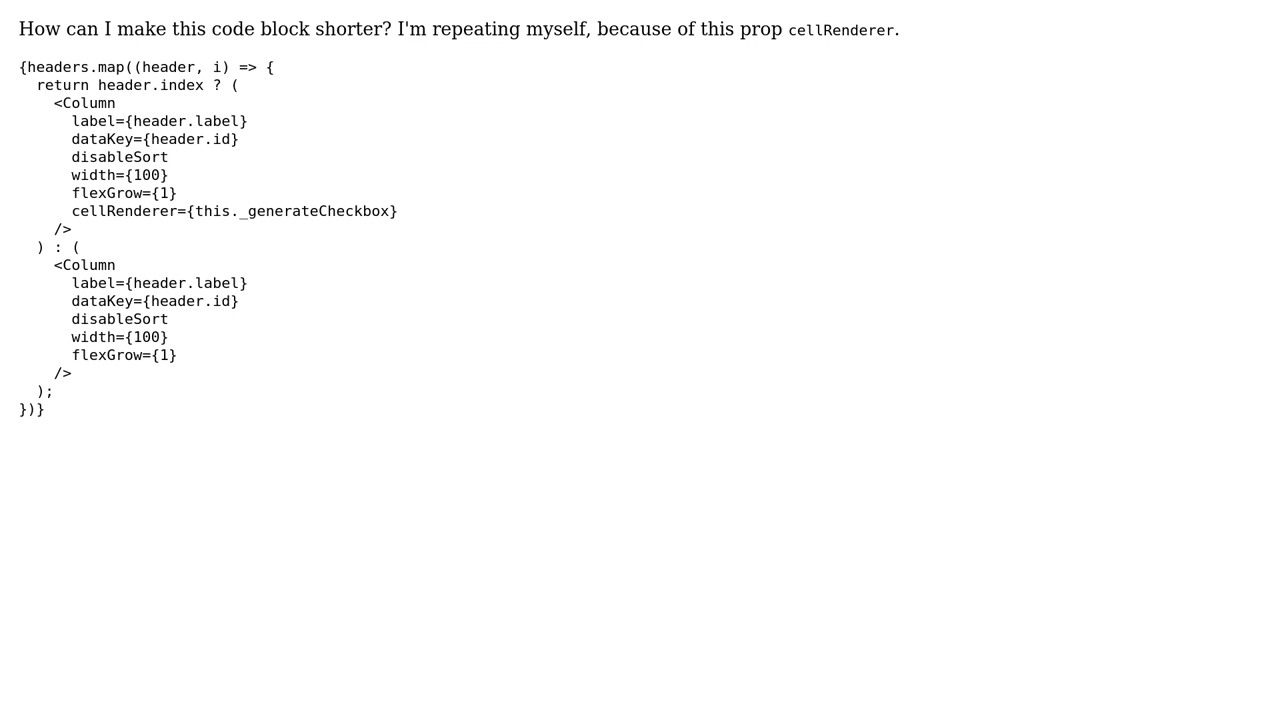 How can I make this code block shorter? I'm repeating myself, because of this prop cellRenderer.
{headers.map((header, i) => {
  return header.index ? (
    <Column
      label={header.label}
      dataKey={header.id}
      disableSort
      width={100}
      flexGrow={1}
      cellRenderer={this._generateCheckbox}
    />
  ) : (
    <Column
      label={header.label}
      dataKey={header.id}
      disableSort
      width={100}
      flexGrow={1}
    />
  );
})}